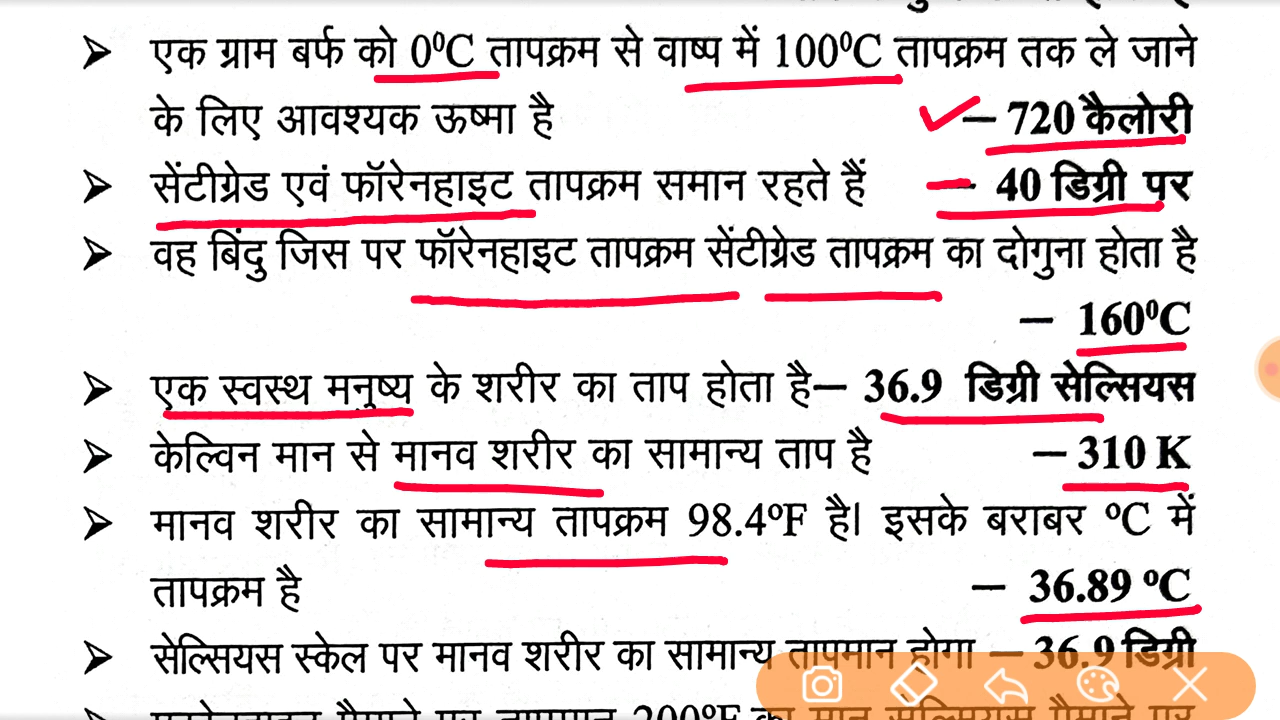 ➢ एक ग्राम बर्फ को 0⁰C तापक्रम से वाष्प में 100⁰C तापक्रम तक ले जाने
के लिए आवश्यक ऊष्मा है – 720 कैलोरी
➢ सेंटीग्रेड एवं फॉरेनहाइट तापक्रम समान रहते हैं – 40 डिग्री पर
➢ वह बिंदु जिस पर फॉरेनहाइट तापक्रम सेंटीग्रेड तापक्रम का दोगुना होता है
– 160⁰C
➢ एक स्वस्थ मनुष्य के शरीर का ताप होता है– 36.9 डिग्री सेल्सियस
➢ केल्विन मान से मानव शरीर का सामान्य ताप है – 310 K
➢ मानव शरीर का सामान्य तापक्रम 98.4⁰F है। इसके बराबर ⁰C में
तापक्रम है – 36.89 ⁰C
➢ सेल्सियस स्केल पर मानव शरीर का सामान्य तापमान होगा – 36.9 डिग्री
➢ 200⁰F का मान सेल्सियस पैमाने पर